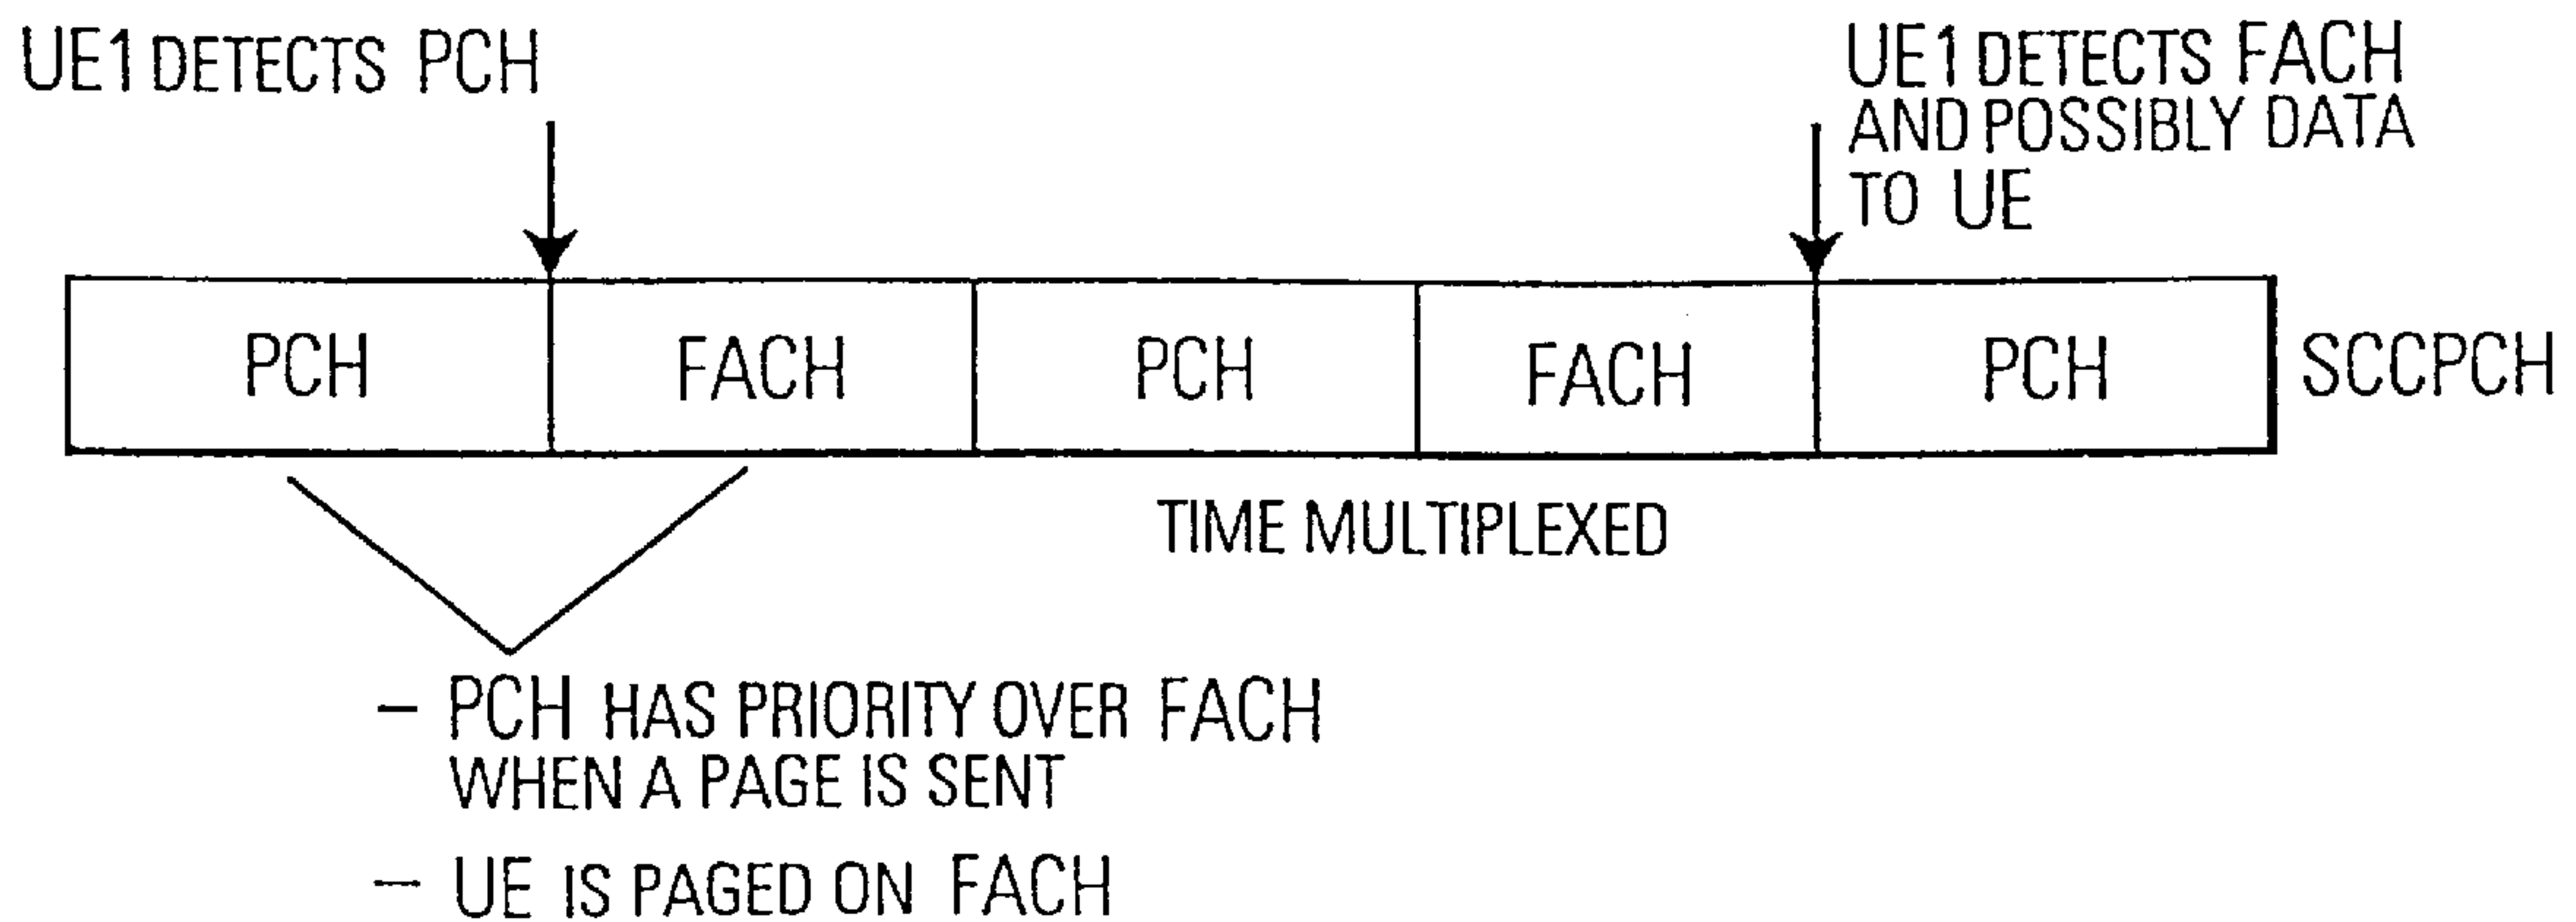 UE1 DETECTS PCH
UE1 DETECTS FACH
AND POSSIBLY DATA
TO UE
PCH FACH PCH FACH PCH SCCPCH
TIME MULTIPLEXED
– PCH HAS PRIORITY OVER FACH
WHEN A PAGE IS SENT
– UE IS PAGED ON FACH